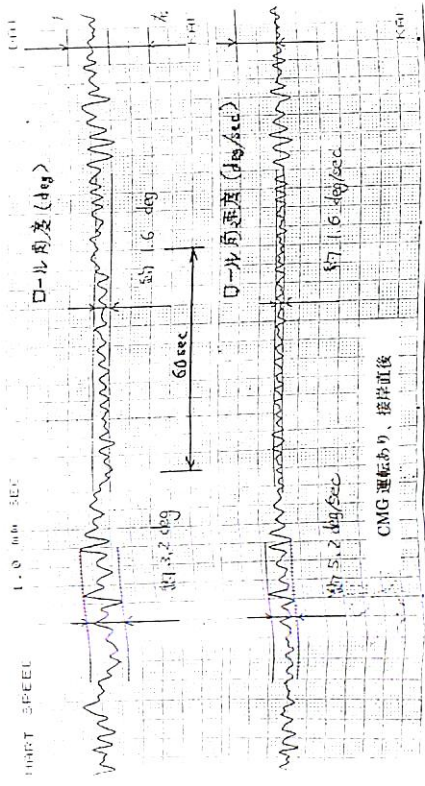 CHART SPEED 1.0 mm SEC
ロール角度 (deg)
約 3.2 deg
60 sec
約 1.6 deg
ロール角速度 (deg/sec)
約 5.2 deg/sec
約 1.6 deg/sec
CMG 運転あり、接岸直後